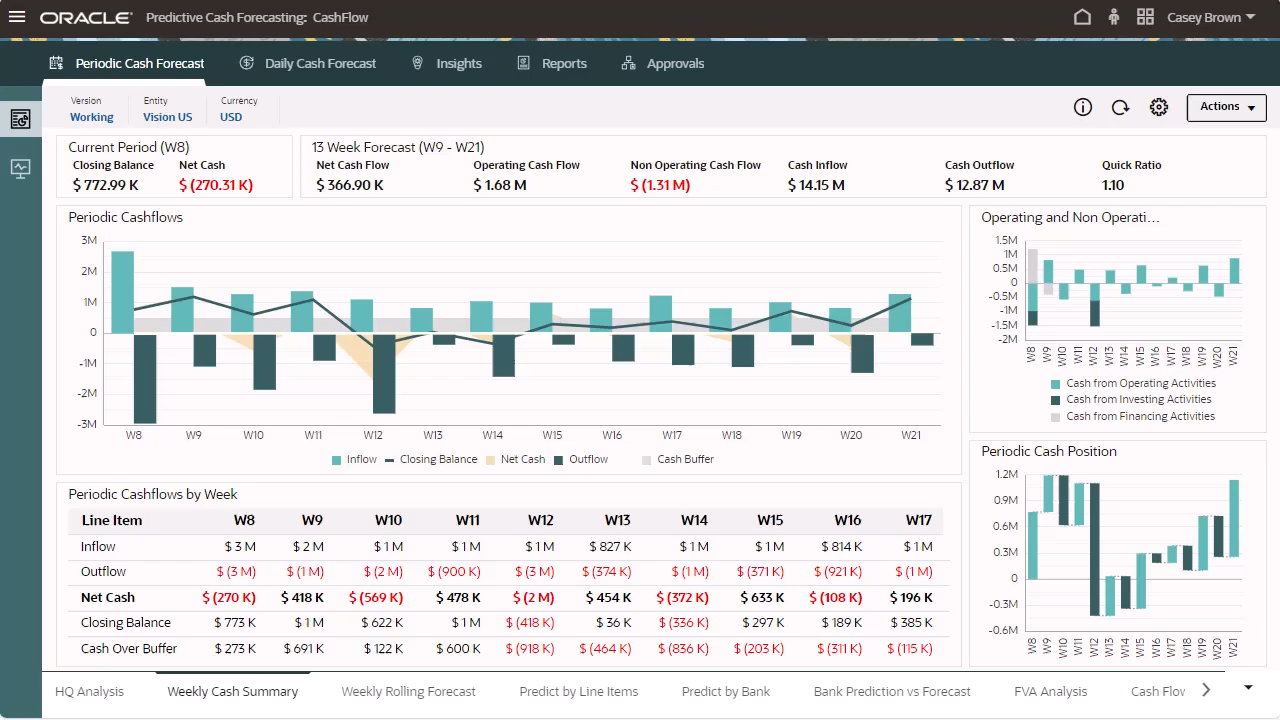 ORACLE® Predictive Cash Forecasting: CashFlow Casey Brown
Periodic Cash Forecast Daily Cash Forecast Insights Reports Approvals
Version Entity Currency
Working Vision US USD Actions
Current Period (W8)
Closing Balance Net Cash
$ 772.99 K $ (270.31 K)
13 Week Forecast (W9 - W21)
Net Cash Flow Operating Cash Flow Non Operating Cash Flow Cash Inflow Cash Outflow Quick Ratio
$ 366.90 K $ 1.68 M $ (1.31 M) $ 14.15 M $ 12.87 M 1.10
Periodic Cashflows
3M
2M
1M
0
-1M
-2M
-3M
W8 W9 W10 W11 W12 W13 W14 W15 W16 W17 W18 W19 W20 W21
Inflow Closing Balance Net Cash Outflow Cash Buffer
Operating and Non Operati...
1.5M
1M
0.5M
0
-0.5M
-1M
-1.5M
-2M
W8 W9 W10 W11 W12 W13 W14 W15 W16 W17 W18 W19 W20 W21
Cash from Operating Activities
Cash from Investing Activities
Cash from Financing Activities
Periodic Cashflows by Week
Line Item W8 W9 W10 W11 W12 W13 W14 W15 W16 W17
Inflow $ 3 M $ 2 M $ 1 M $ 1 M $ 1 M $ 827 K $ 1 M $ 1 M $ 814 K $ 1 M
Outflow $ (3 M) $ (1 M) $ (2 M) $ (900 K) $ (3 M) $ (374 K) $ (1 M) $ (371 K) $ (921 K) $ (1 M)
Net Cash $ (270 K) $ 418 K $ (569 K) $ 478 K $ (2 M) $ 454 K $ (372 K) $ 633 K $ (108 K) $ 196 K
Closing Balance $ 773 K $ 1 M $ 622 K $ 1 M $ (418 K) $ 36 K $ (336 K) $ 297 K $ 189 K $ 385 K
Cash Over Buffer $ 273 K $ 691 K $ 122 K $ 600 K $ (918 K) $ (464 K) $ (836 K) $ (203 K) $ (311 K) $ (115 K)
Periodic Cash Position
1.2M
0.9M
0.6M
0.3M
0
-0.3M
-0.6M
W8 W9 W10 W11 W12 W13 W14 W15 W16 W17 W18 W19 W20 W21
HQ Analysis Weekly Cash Summary Weekly Rolling Forecast Predict by Line Items Predict by Bank Bank Prediction vs Forecast FVA Analysis Cash Flow